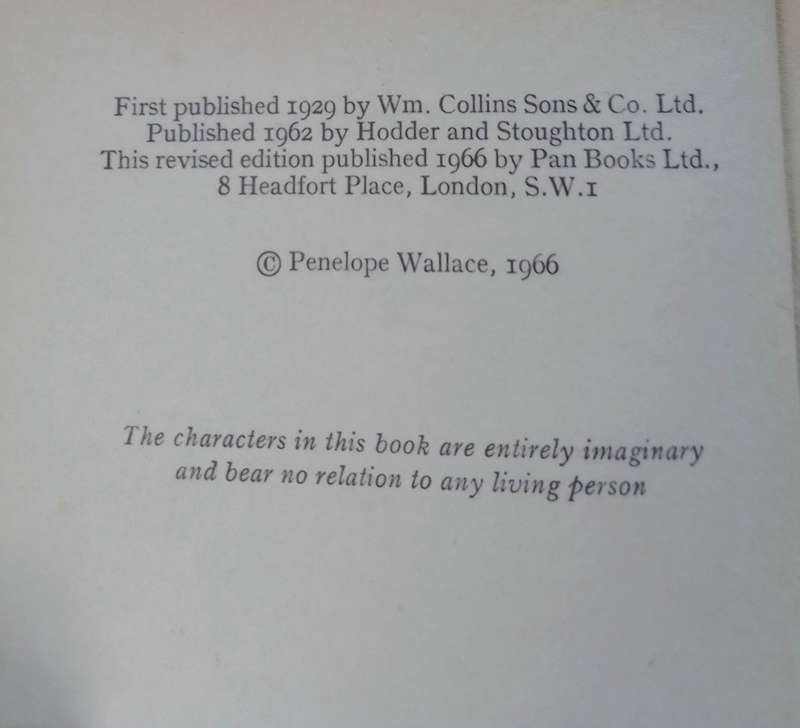 First published 1929 by Wm. Collins Sons & Co. Ltd.
Published 1962 by Hodder and Stoughton Ltd.
This revised edition published 1966 by Pan Books Ltd.,
8 Headfort Place, London, S.W.1
© Penelope Wallace, 1966
The characters in this book are entirely imaginary
and bear no relation to any living person